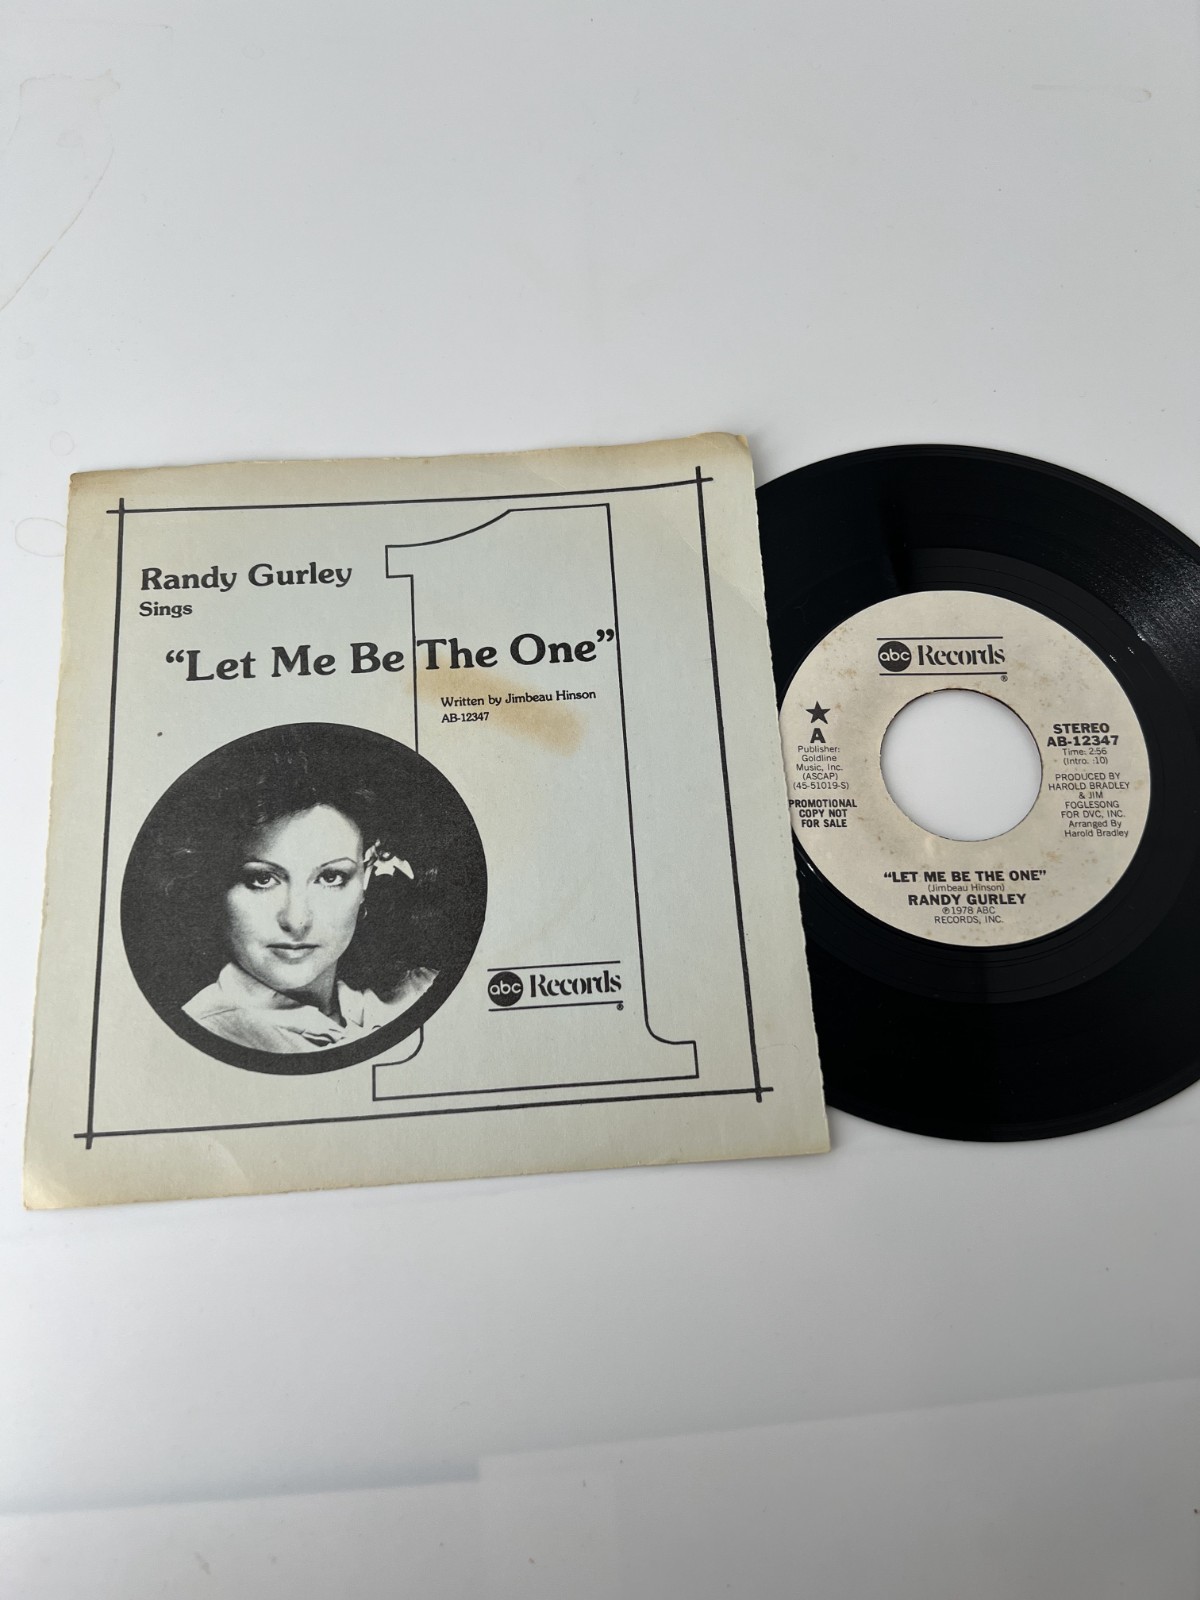 Randy Gurley
Sings
“Let Me Be The One”
Written by Jimbeau Hinson
AB-12347
abc Records
®
abc Records
®
★
A
Publisher:
Goldline
Music, Inc.
(ASCAP)
(45-51019-S)
PROMOTIONAL
COPY NOT
FOR SALE
STEREO
AB-12347
Time: 2:56
(Intro. :10)
PRODUCED BY
HAROLD BRADLEY
& JIM
FOGLESONG
FOR DVC, INC.
Arranged By
Harold Bradley
“LET ME BE THE ONE”
(Jimbeau Hinson)
RANDY GURLEY
℗1978 ABC
RECORDS, INC.